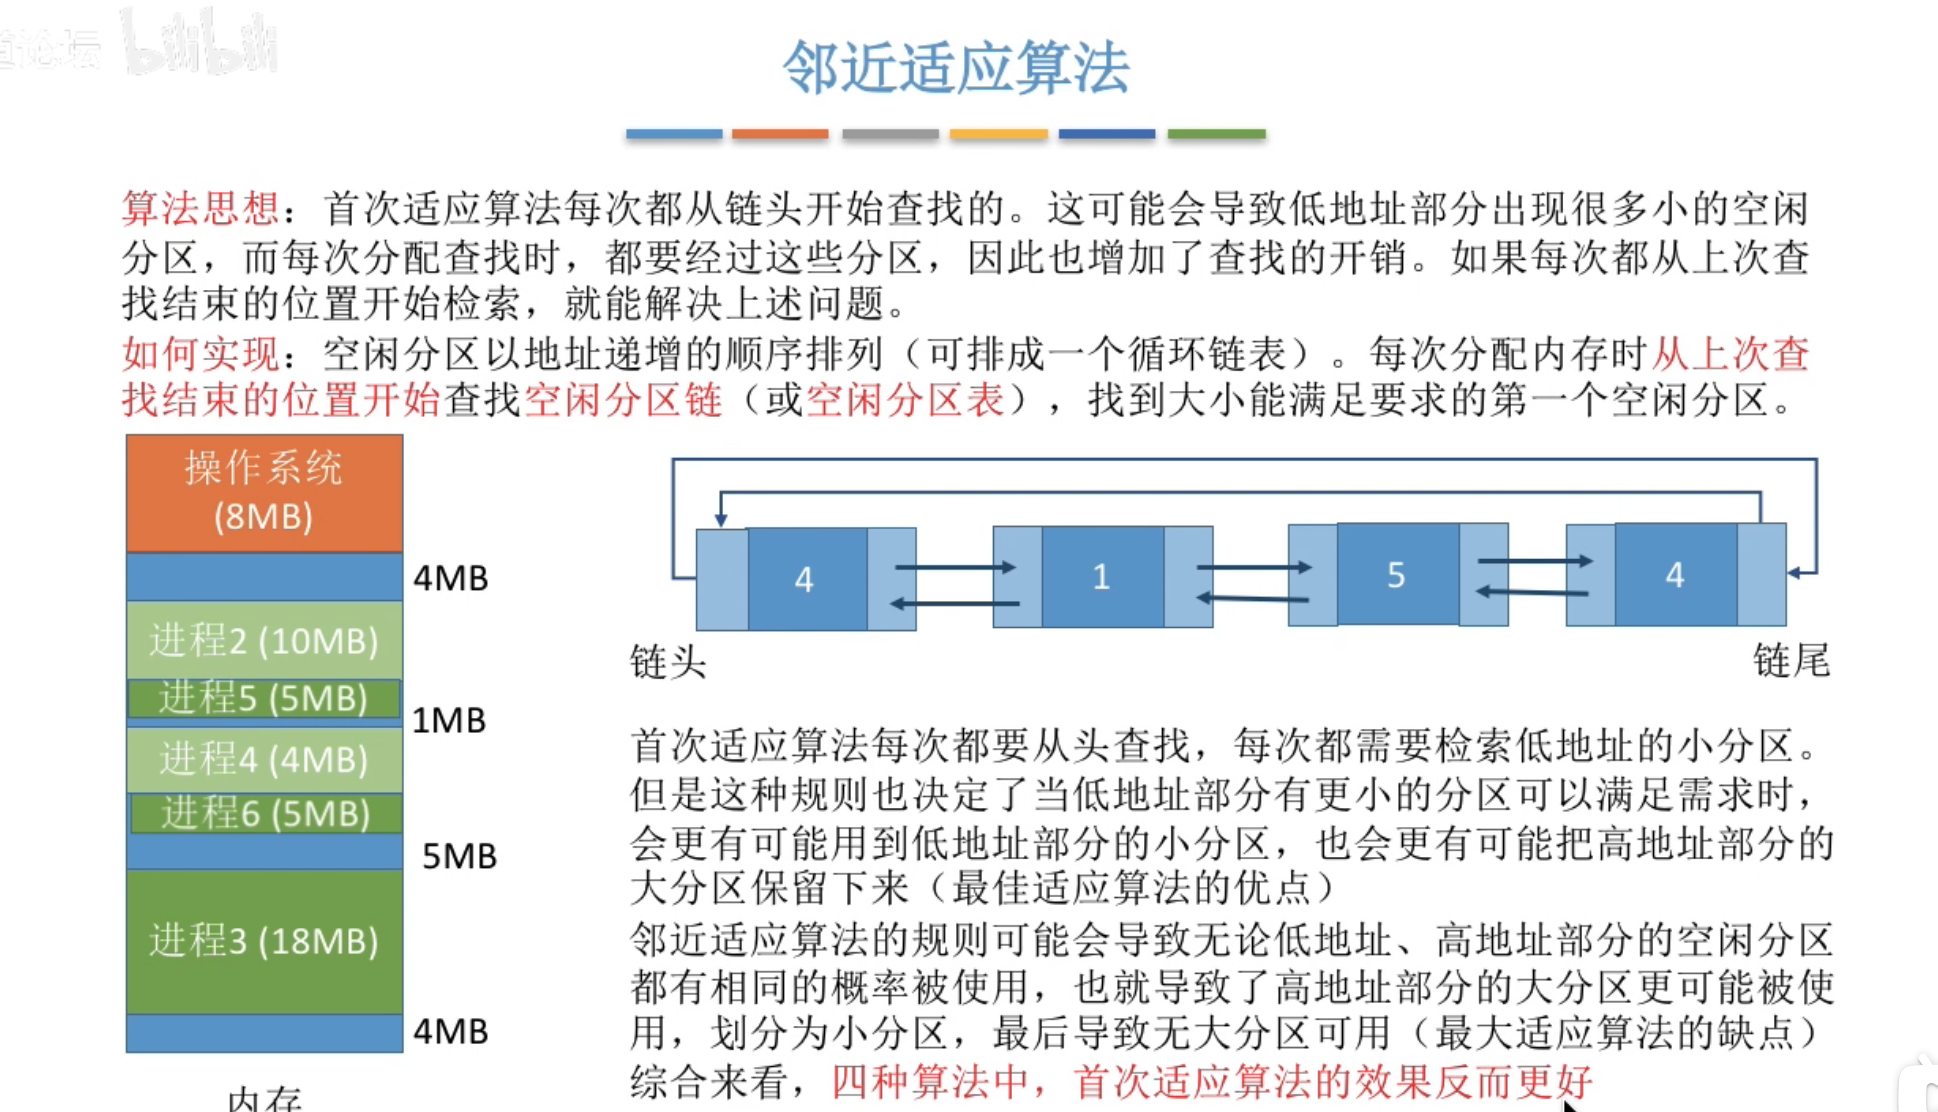 道论坛 bilibili
邻近适应算法
算法思想：首次适应算法每次都从链头开始查找的。这可能会导致低地址部分出现很多小的空闲
分区，而每次分配查找时，都要经过这些分区，因此也增加了查找的开销。如果每次都从上次查
找结束的位置开始检索，就能解决上述问题。
如何实现：空闲分区以地址递增的顺序排列（可排成一个循环链表）。每次分配内存时从上次查
找结束的位置开始查找空闲分区链（或空闲分区表），找到大小能满足要求的第一个空闲分区。
操作系统
(8MB)
4MB
进程2 (10MB)
进程5 (5MB)
1MB
进程4 (4MB)
进程6 (5MB)
5MB
进程3 (18MB)
4MB
内存
4
1
5
4
链头
链尾
首次适应算法每次都要从头查找，每次都需要检索低地址的小分区。
但是这种规则也决定了当低地址部分有更小的分区可以满足需求时，
会更有可能用到低地址部分的小分区，也会更有可能把高地址部分的
大分区保留下来（最佳适应算法的优点）
邻近适应算法的规则可能会导致无论低地址、高地址部分的空闲分区
都有相同的概率被使用，也就导致了高地址部分的大分区更可能被使
用，划分为小分区，最后导致无大分区可用（最大适应算法的缺点）
综合来看，四种算法中，首次适应算法的效果反而更好